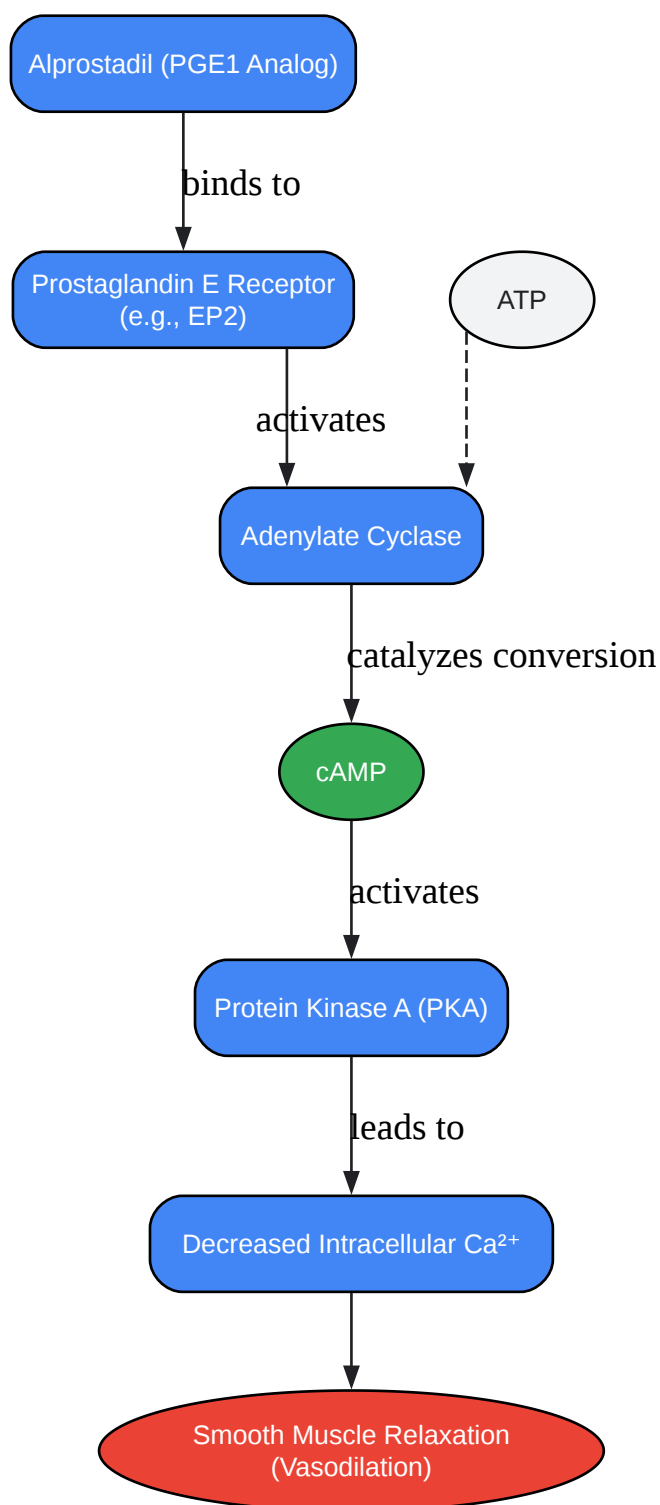 Alprostadil (PGE1 Analog)
binds to
Prostaglandin E Receptor
(e.g., EP2)
ATP
activates
Adenylate Cyclase
catalyzes conversion
cAMP
activates
Protein Kinase A (PKA)
leads to
Decreased Intracellular Ca²⁺
Smooth Muscle Relaxation
(Vasodilation)